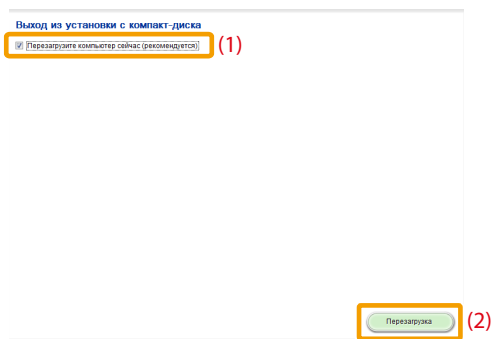 Выход из установки с компакт-диска
Перезагрузите компьютер сейчас (рекомендуется) (1)
Перезагрузка (2)